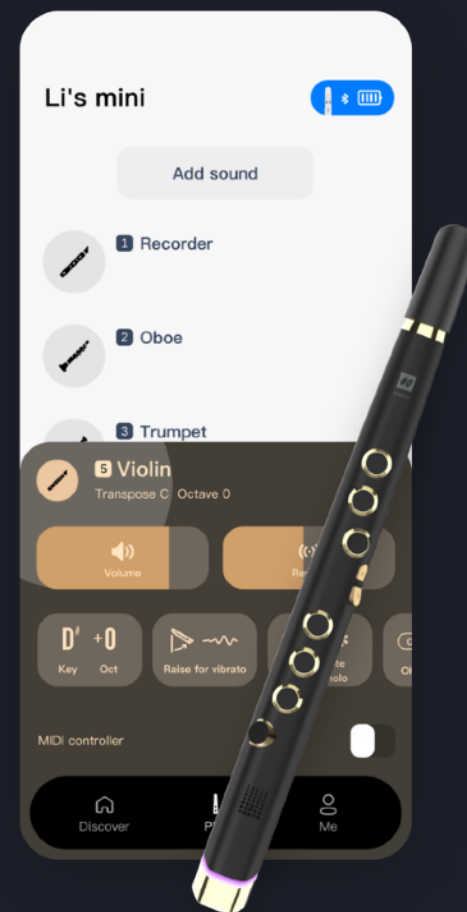 Li's mini
Add sound
1 Recorder
2 Oboe
3 Trumpet
5 Violin
Transpose C Octave 0
Volume
D# +0
Key Oct
Raise for vibrato
MIDI controller
Discover
Me